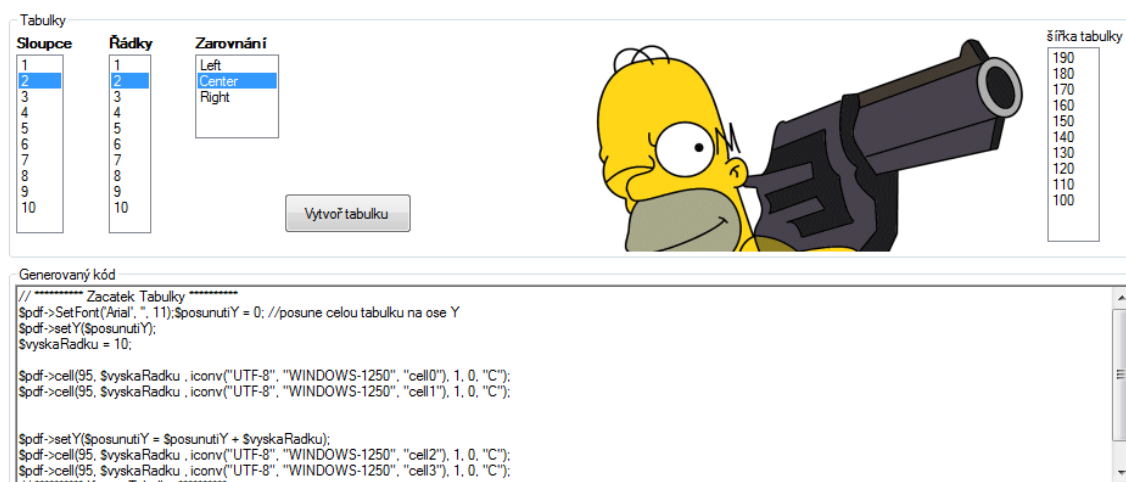 Tabulky
Sloupce
1
2
3
4
5
6
7
8
9
10
Řádky
1
2
3
4
5
6
7
8
9
10
Zarovnání
Left
Center
Right
Vytvoř tabulku
šířka tabulky
190
180
170
160
150
140
130
120
110
100
Generovaný kód
// ********** Zacatek Tabulky **********
$pdf->SetFont('Arial', '', 11);$posunutiY = 0; //posune celou tabulku na ose Y
$pdf->setY($posunutiY);
$vyskaRadku = 10;
$pdf->cell(95, $vyskaRadku , iconv("UTF-8", "WINDOWS-1250", "cell0"), 1, 0, "C");
$pdf->cell(95, $vyskaRadku , iconv("UTF-8", "WINDOWS-1250", "cell1"), 1, 0, "C");
$pdf->setY($posunutiY = $posunutiY + $vyskaRadku);
$pdf->cell(95, $vyskaRadku , iconv("UTF-8", "WINDOWS-1250", "cell2"), 1, 0, "C");
$pdf->cell(95, $vyskaRadku , iconv("UTF-8", "WINDOWS-1250", "cell3"), 1, 0, "C");